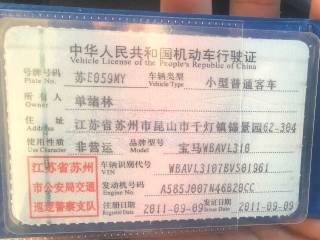 中华人民共和国机动车行驶证
Vehicle License of the People's Republic of China
号牌号码 苏E059MY 车辆类型 小型普通客车
Plate No. Vehicle Type
所有人 单绪林
Owner
住址 江苏省苏州市昆山市千灯镇锦景园62-304
Address
使用性质 非营运 品牌型号 宝马WBAVL310
Use Character Model
江苏省苏州
市公安局交通
巡逻警察支队
车辆识别代号 WBAVL3107BVS01961
VIN
发动机号码 A585J007N46B20CC
Engine No.
注册日期 2011-09-09 发证日期 2011-09-09
Register Date Issue Date